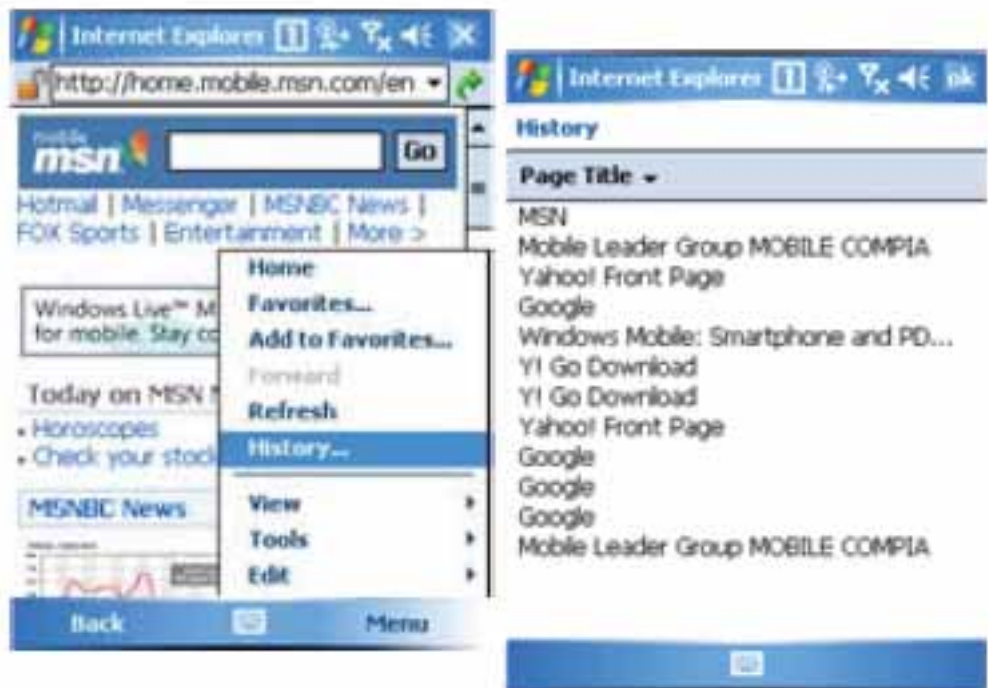 Internet Explorer
http://home.mobile.msn.com/en
mobile
msn
Go
Hotmail | Messenger | MSNBC News |
FOX Sports | Entertainment | More >
Windows Live™ M
for mobile. Stay co
Today on MSN
• Horoscopes
• Check your stock
MSNBC News
Home
Favorites...
Add to Favorites...
Forward
Refresh
History...
View
Tools
Edit
Back
Menu
Internet Explorer
ok
History
Page Title
MSN
Mobile Leader Group MOBILE COMPIA
Yahoo! Front Page
Google
Windows Mobile: Smartphone and PD...
Y! Go Download
Y! Go Download
Yahoo! Front Page
Google
Google
Google
Mobile Leader Group MOBILE COMPIA